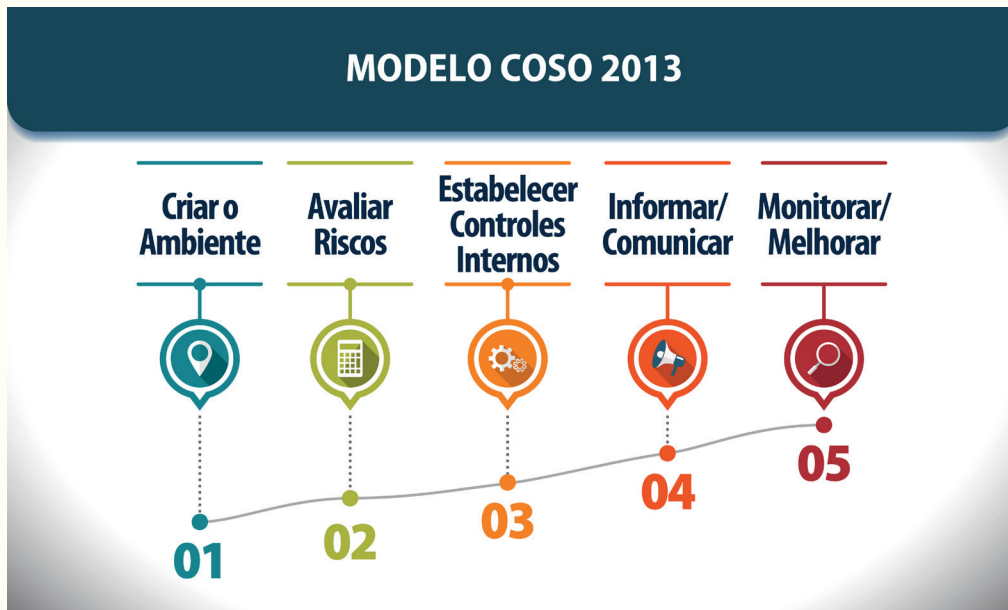 MODELO COSO 2013
Criar o
Ambiente
Avaliar
Riscos
Estabelecer
Controles
Internos
Informar/
Comunicar
Monitorar/
Melhorar
01
02
03
04
05